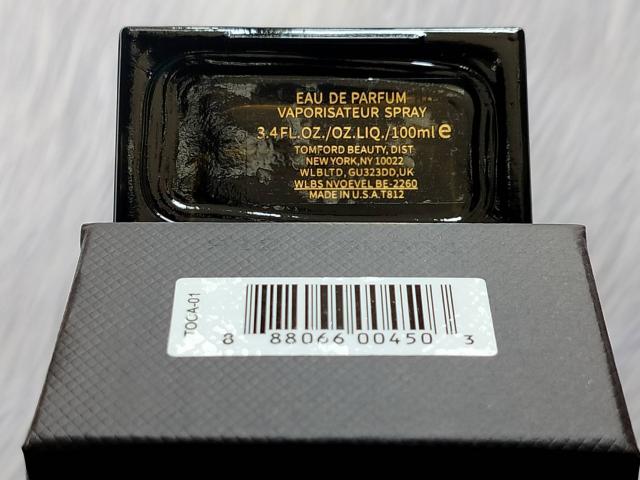 EAU DE PARFUM
VAPORISATEUR SPRAY
3.4FL.OZ./OZ.LIQ./100ml e
TOMFORD BEAUTY, DIST
NEW YORK,NY 10022
WLBLTD, GU323DD,UK
WLBS NVOEVEL BE-2260
MADE IN U.S.A.T812
TOCA-01
8 88066 00450 3